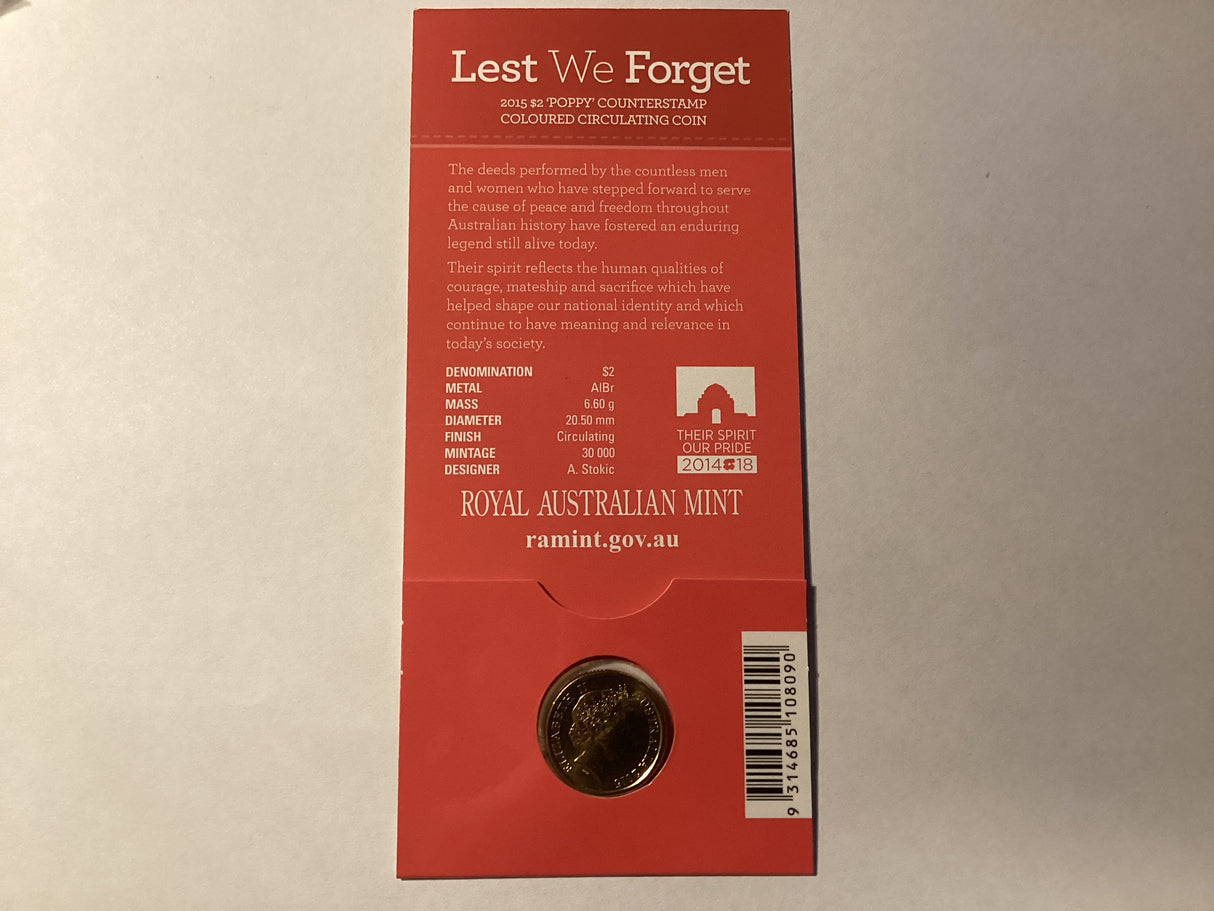 Lest We Forget
2015 $2 'POPPY' COUNTERSTAMP
COLOURED CIRCULATING COIN
The deeds performed by the countless men
and women who have stepped forward to serve
the cause of peace and freedom throughout
Australian history have fostered an enduring
legend still alive today.
Their spirit reflects the human qualities of
courage, mateship and sacrifice which have
helped shape our national identity and which
continue to have meaning and relevance in
today's society.
DENOMINATION $2
METAL AlBr
MASS 6.60 g
DIAMETER 20.50 mm
FINISH Circulating
MINTAGE 30 000
DESIGNER A. Stokic
THEIR SPIRIT
OUR PRIDE
2014 18
ROYAL AUSTRALIAN MINT
ramint.gov.au
ELIZABETH II AUSTRALIA 2015
9 314685 108090